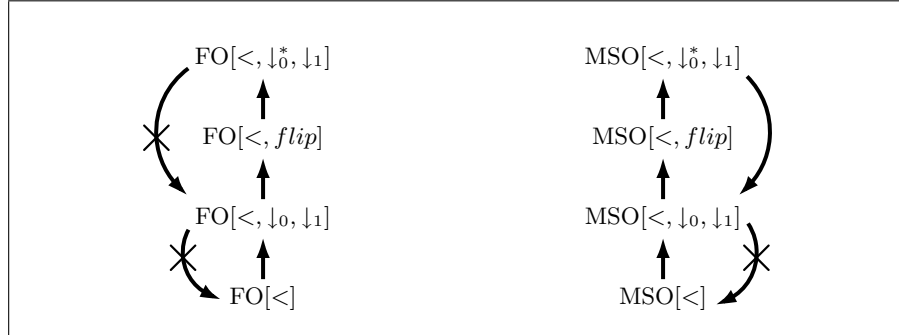 FO[<, ↓₀*, ↓₁] MSO[<, ↓₀*, ↓₁]
FO[<, flip] MSO[<, flip]
FO[<, ↓₀, ↓₁] MSO[<, ↓₀, ↓₁]
FO[<] MSO[<]